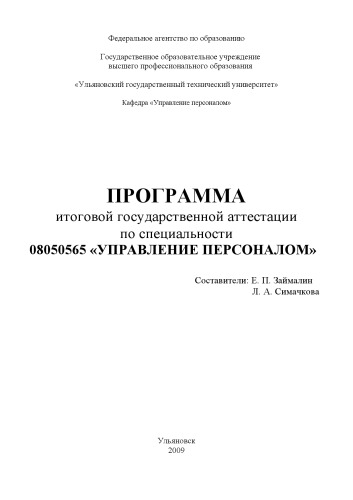 Федеральное агентство по образованию
Государственное образовательное учреждение
высшего профессионального образования
«Ульяновский государственный технический университет»
Кафедра «Управление персоналом»
ПРОГРАММА
итоговой государственной аттестации
по специальности
08050565 «УПРАВЛЕНИЕ ПЕРСОНАЛОМ»
Составители: Е. П. Займалин
Л. А. Симачкова
Ульяновск
2009